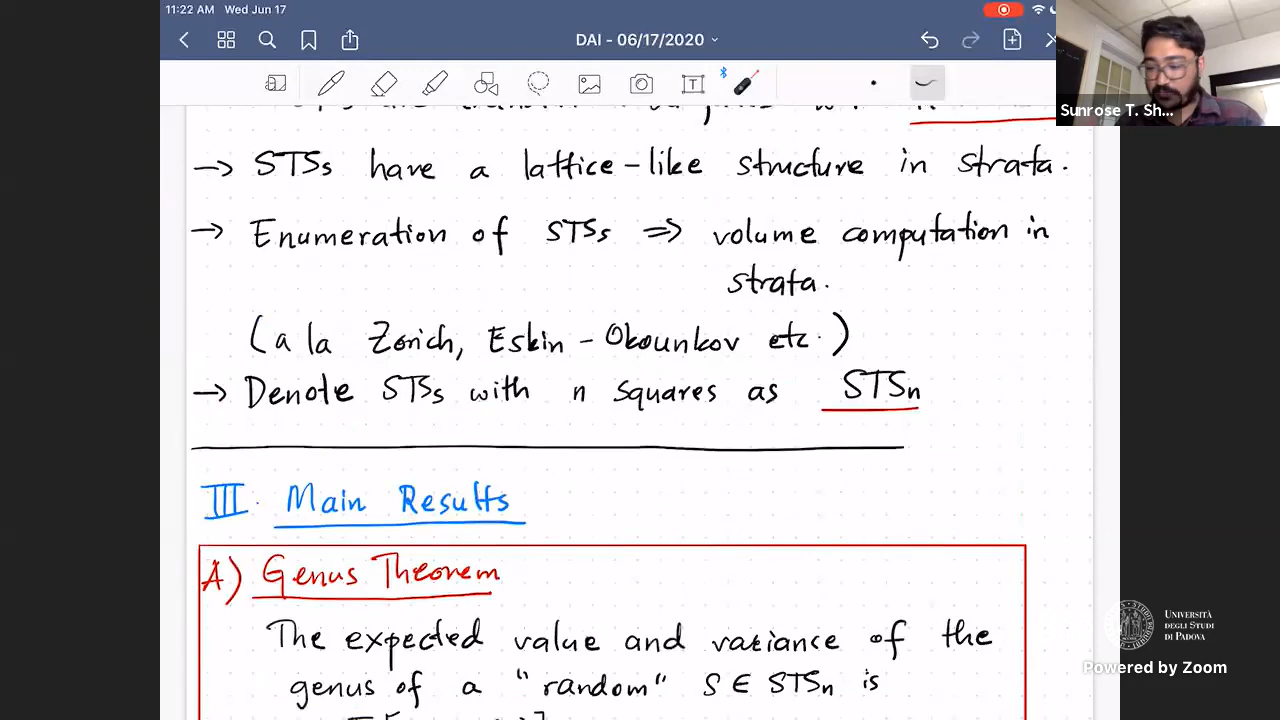 11:22 AM Wed Jun 17
DAI - 06/17/2020
Sunrose T. Sh...
→ STSs have a lattice-like structure in strata.
→ Enumeration of STSs ⇒ volume computation in
strata.
(a la Zorich, Eskin - Okounkov etc.)
→ Denote STSs with n squares as STSn
III. Main Results
A) Genus Theorem
The expected value and variance of the
genus of a "random" S ∈ STSn is
UNIVERSITÀ
DEGLI STUDI
DI PADOVA
Powered by Zoom